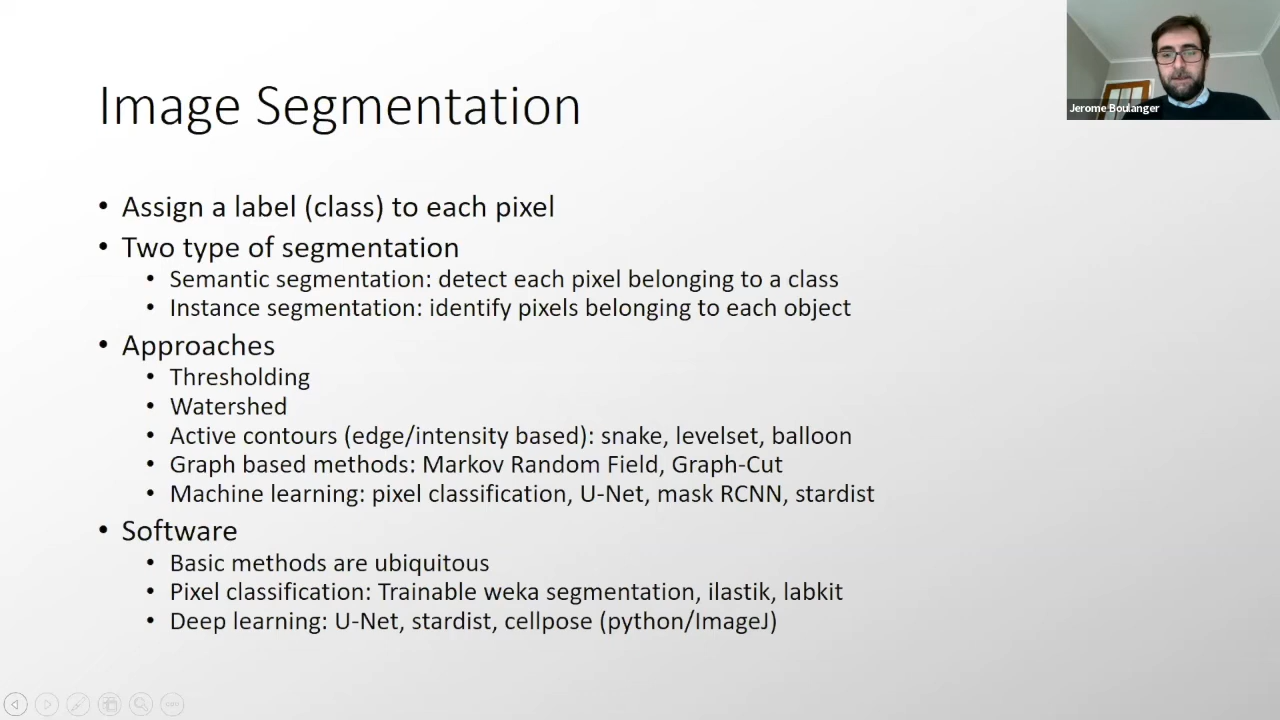 Jerome Boulanger
Image Segmentation
• Assign a label (class) to each pixel
• Two type of segmentation
• Semantic segmentation: detect each pixel belonging to a class
• Instance segmentation: identify pixels belonging to each object
• Approaches
• Thresholding
• Watershed
• Active contours (edge/intensity based): snake, levelset, balloon
• Graph based methods: Markov Random Field, Graph-Cut
• Machine learning: pixel classification, U-Net, mask RCNN, stardist
• Software
• Basic methods are ubiquitous
• Pixel classification: Trainable weka segmentation, ilastik, labkit
• Deep learning: U-Net, stardist, cellpose (python/ImageJ)